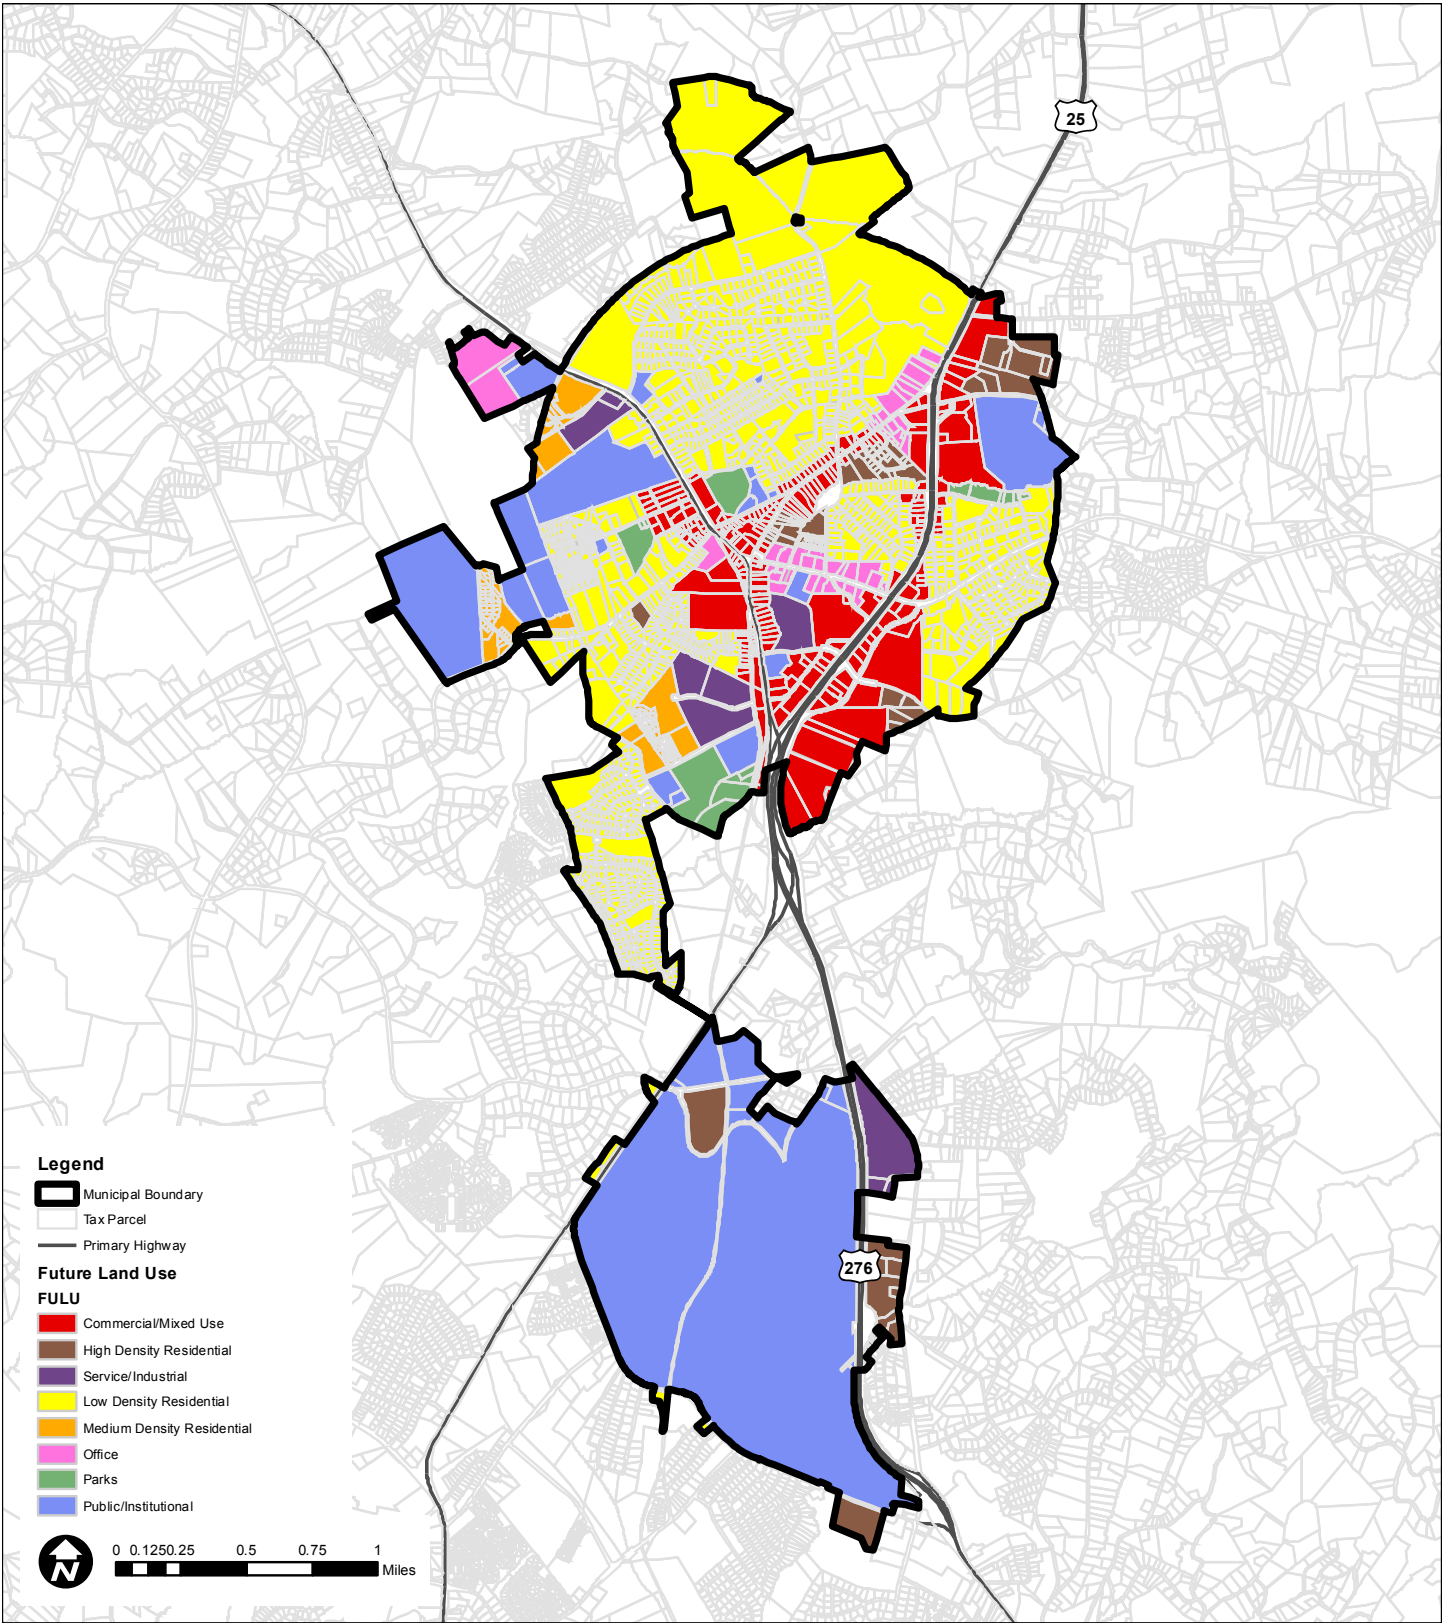 25
276
Legend
Municipal Boundary
Tax Parcel
Primary Highway
Future Land Use
FULU
Commercial/Mixed Use
High Density Residential
Service/Industrial
Low Density Residential
Medium Density Residential
Office
Parks
Public/Institutional
N
0 0.125 0.25 0.5 0.75 1
Miles